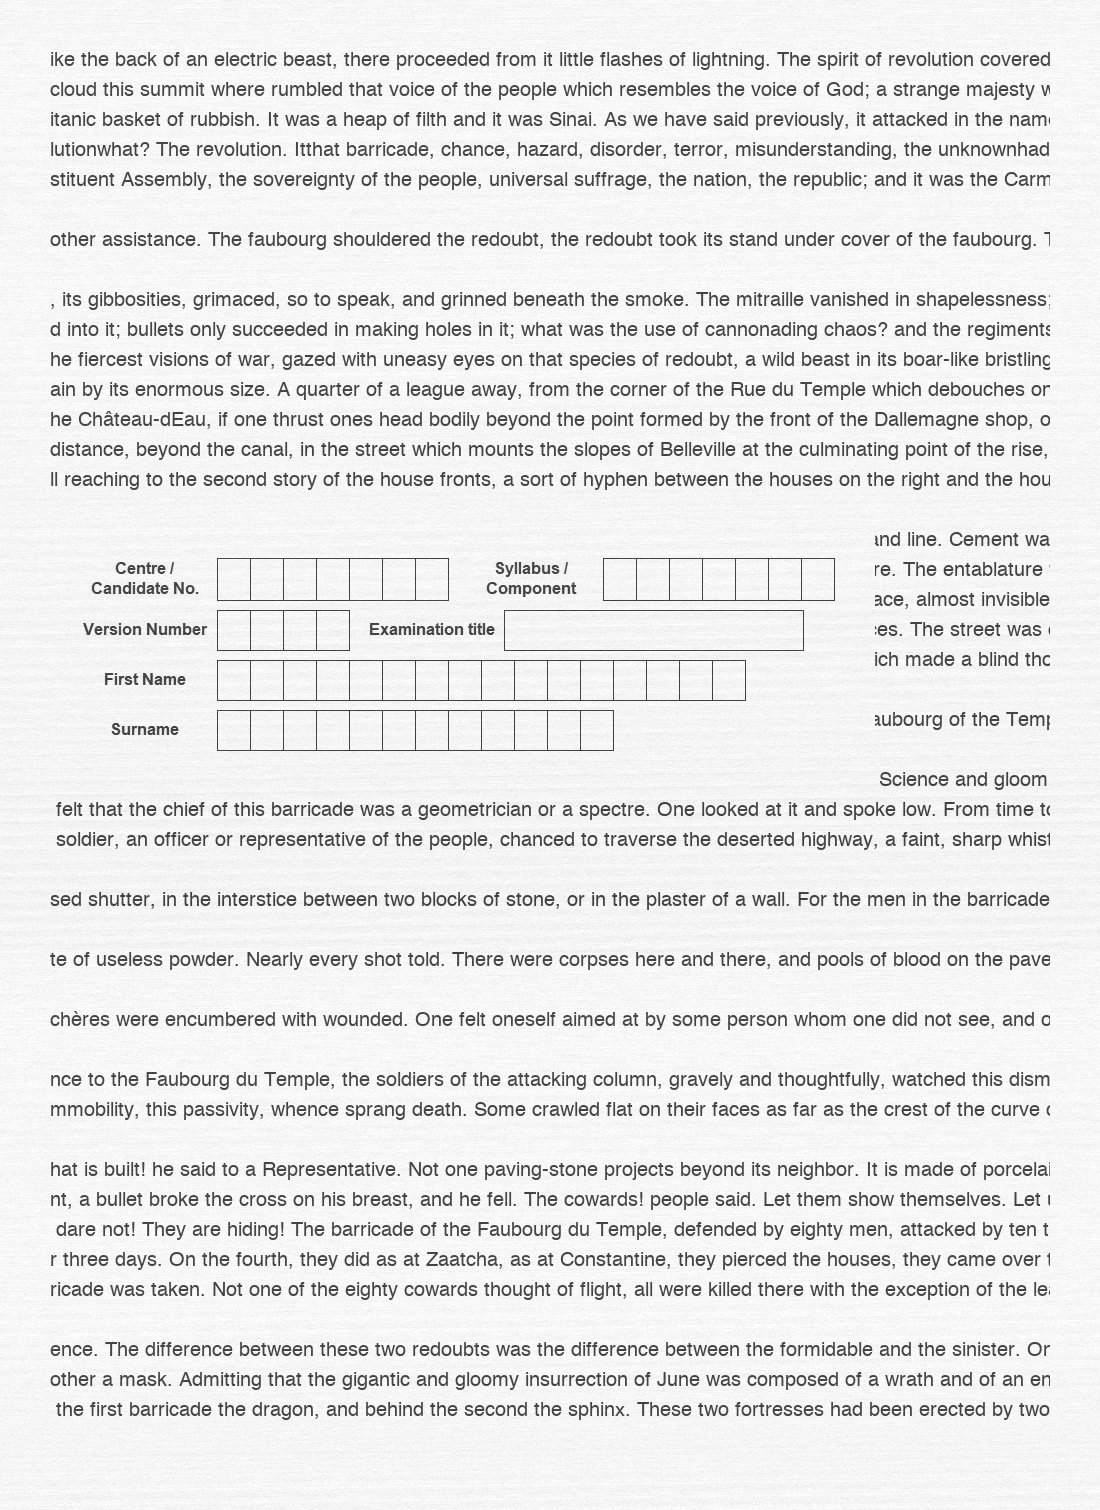 ike the back of an electric beast, there proceeded from it little flashes of lightning. The spirit of revolution covered
cloud this summit where rumbled that voice of the people which resembles the voice of God; a strange majesty
itanic basket of rubbish. It was a heap of filth and it was Sinai. As we have said previously, it attacked in the
lutionwhat? The revolution. Itthat barricade, chance, hazard, disorder, terror, misunderstanding, the unknownhad
stituent Assembly, the sovereignty of the people, universal suffrage, the nation, the republic; and it was the Carm
other assistance. The faubourg shouldered the redoubt, the redoubt took its stand under cover of the faubourg.
, its gibbosities, grimaced, so to speak, and grinned beneath the smoke. The mitraille vanished in shapelessness;
d into it; bullets only succeeded in making holes in it; what was the use of cannonading chaos? and the regiments
he fiercest visions of war, gazed with uneasy eyes on that species of redoubt, a wild beast in its boar-like bristling
ain by its enormous size. A quarter of a league away, from the corner of the Rue du Temple which debouches on
he Château-dEau, if one thrust ones head bodily beyond the point formed by the front of the Dallemagne shop, o
distance, beyond the canal, in the street which mounts the slopes of Belleville at the culminating point of the rise,
ll reaching to the second story of the house fronts, a sort of hyphen between the houses on the right and the hou
and line. Cement wa
Centre / Candidate No.
Syllabus / Component
re. The entablature
ace, almost invisible
Version Number
Examination title
ces. The street was
ich made a blind tho
First Name
Surname
aubourg of the Temp
Science and gloom
felt that the chief of this barricade was a geometrician or a spectre. One looked at it and spoke low. From time to
soldier, an officer or representative of the people, chanced to traverse the deserted highway, a faint, sharp whist
sed shutter, in the interstice between two blocks of stone, or in the plaster of a wall. For the men in the barricade
te of useless powder. Nearly every shot told. There were corpses here and there, and pools of blood on the pave
chères were encumbered with wounded. One felt oneself aimed at by some person whom one did not see, and o
nce to the Faubourg du Temple, the soldiers of the attacking column, gravely and thoughtfully, watched this dism
mmobility, this passivity, whence sprang death. Some crawled flat on their faces as far as the crest of the curve
hat is built! he said to a Representative. Not one paving-stone projects beyond its neighbor. It is made of porcelai
nt, a bullet broke the cross on his breast, and he fell. The cowards! people said. Let them show themselves. Let
dare not! They are hiding! The barricade of the Faubourg du Temple, defended by eighty men, attacked by ten t
r three days. On the fourth, they did as at Zaatcha, as at Constantine, they pierced the houses, they came over
ricade was taken. Not one of the eighty cowards thought of flight, all were killed there with the exception of the lea
ence. The difference between these two redoubts was the difference between the formidable and the sinister. On
other a mask. Admitting that the gigantic and gloomy insurrection of June was composed of a wrath and of an en
the first barricade the dragon, and behind the second the sphinx. These two fortresses had been erected by two